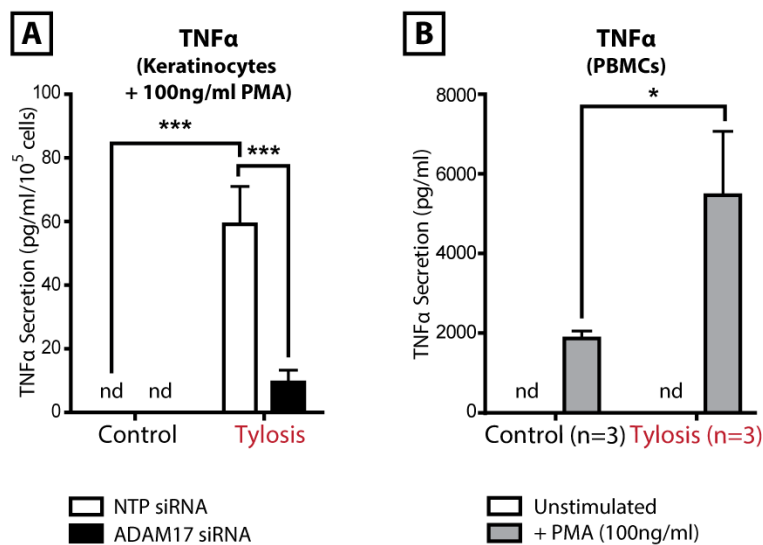 A
TNFα
(Keratinocytes
+ 100ng/ml PMA)
TNFα Secretion (pg/ml/10⁵ cells)
100
80
60
40
20
0
***
***
nd
nd
Control
Tylosis
NTP siRNA
ADAM17 siRNA
B
TNFα
(PBMCs)
TNFα Secretion (pg/ml)
8000
6000
4000
2000
0
*
nd
nd
Control (n=3)
Tylosis (n=3)
Unstimulated
+ PMA (100ng/ml)